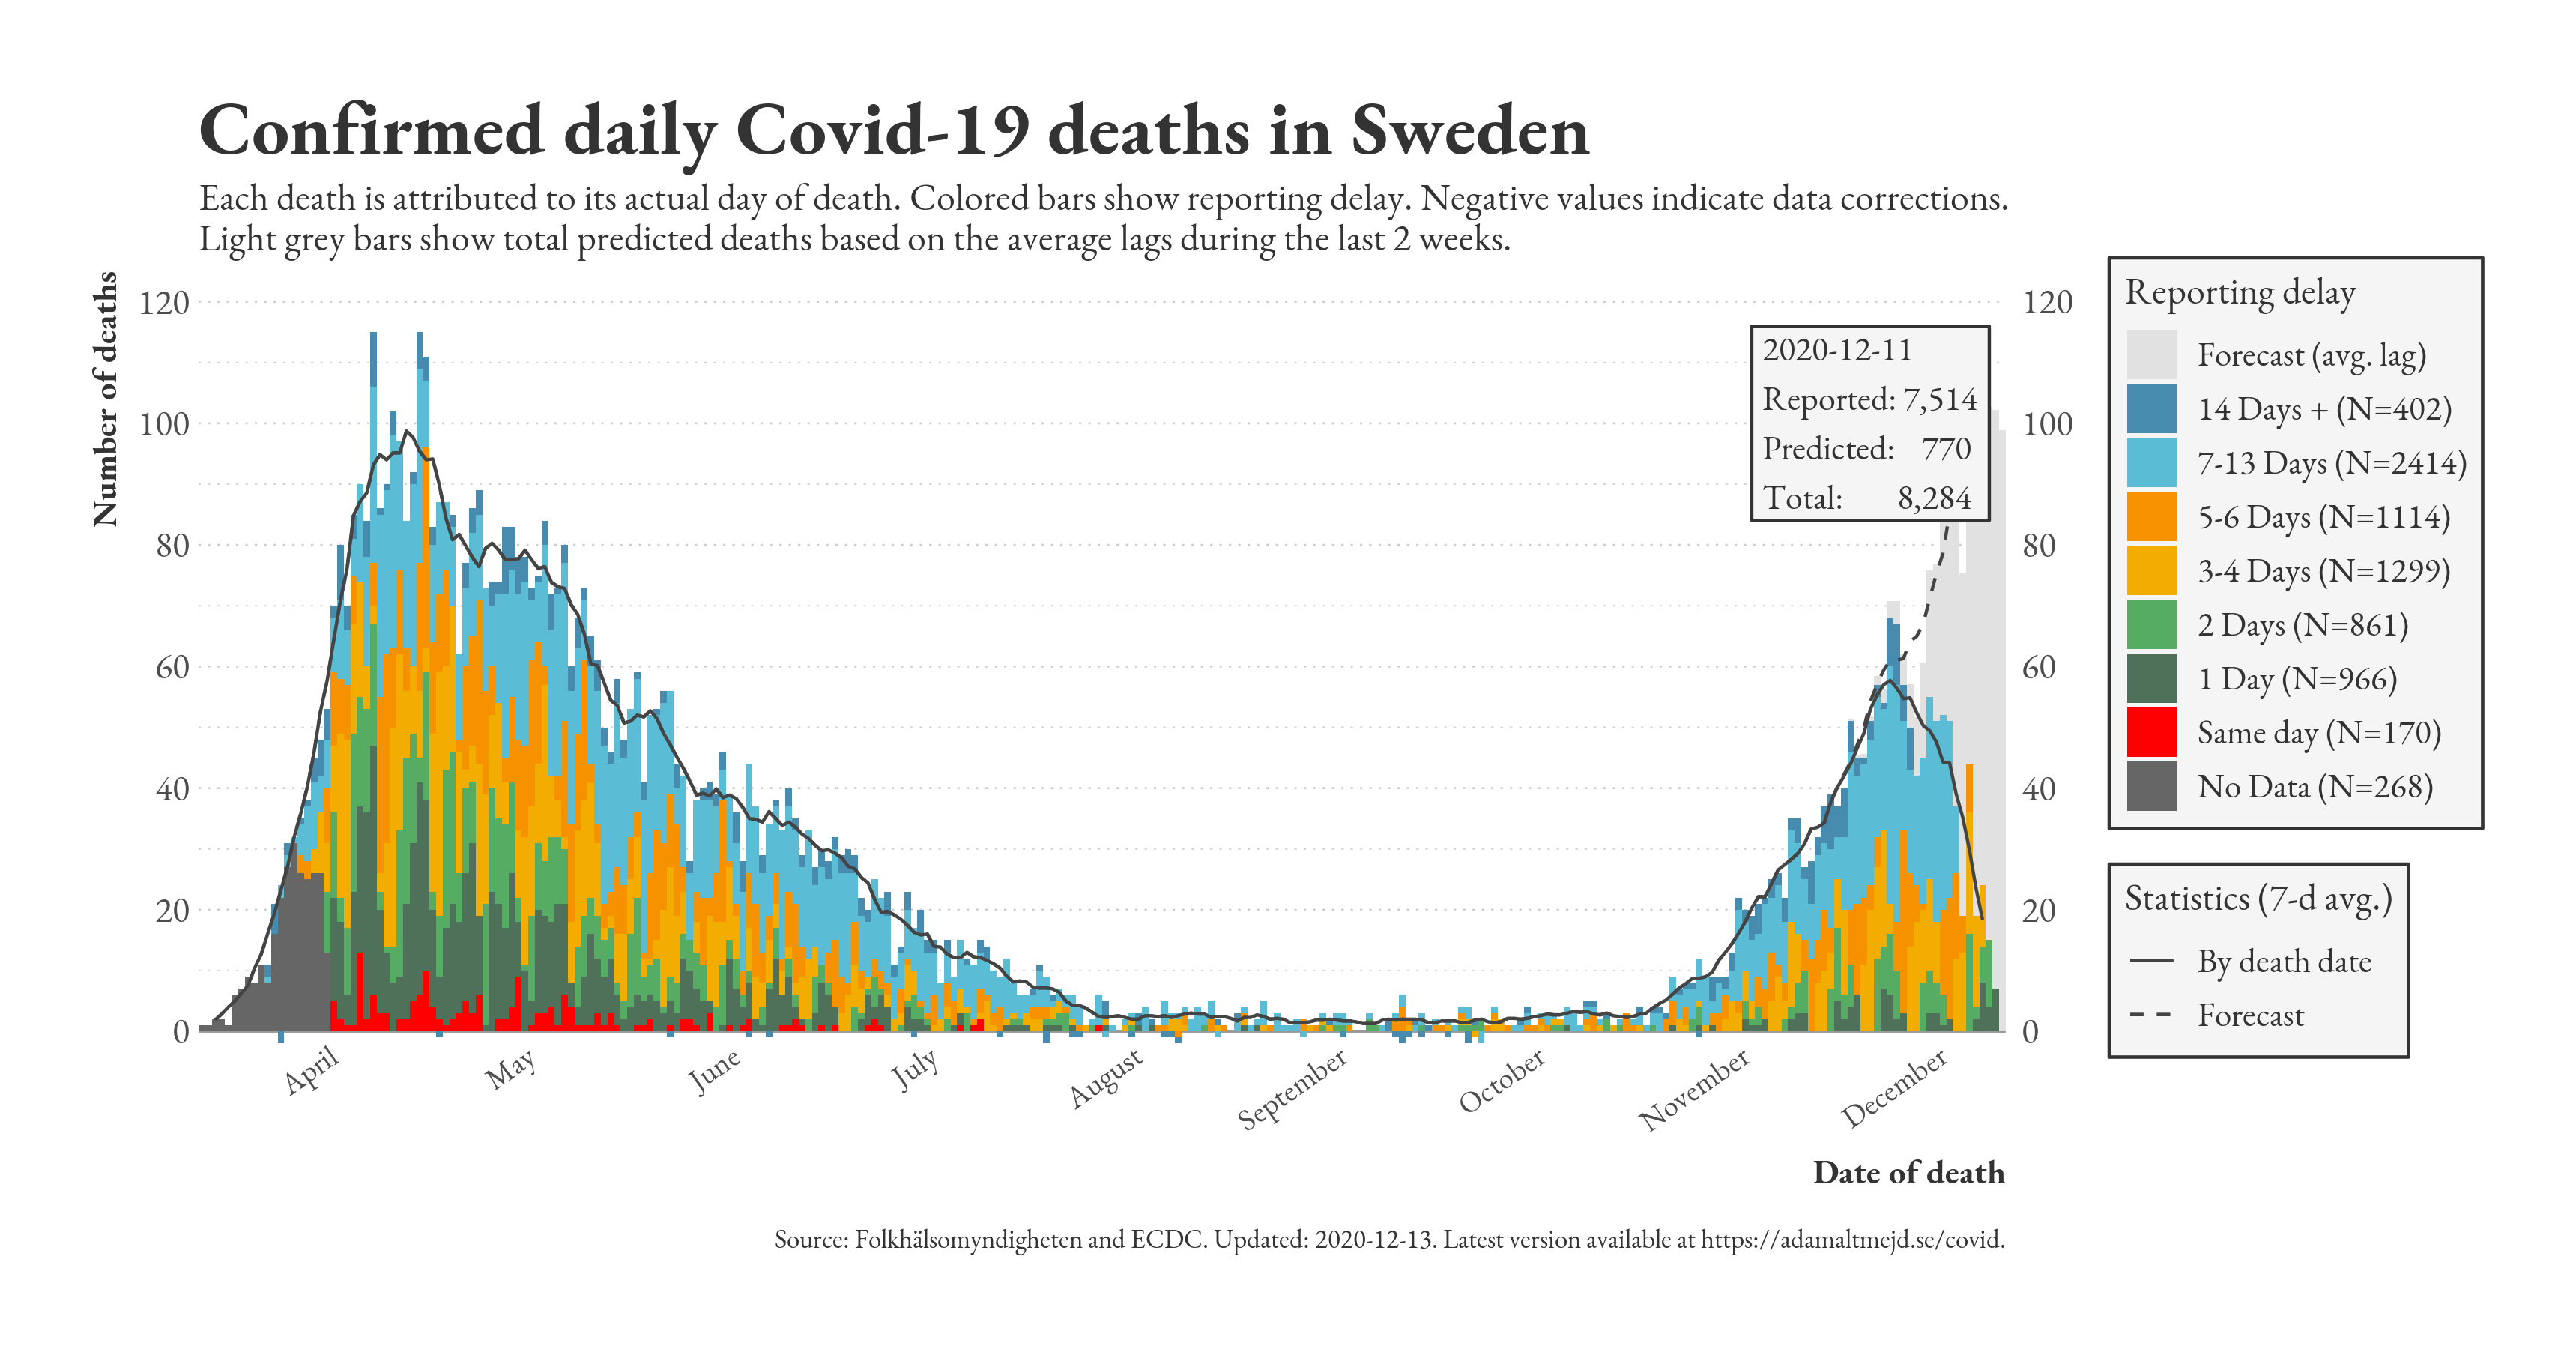 Confirmed daily Covid-19 deaths in Sweden
Each death is attributed to its actual day of death. Colored bars show reporting delay. Negative values indicate data corrections.
Light grey bars show total predicted deaths based on the average lags during the last 2 weeks.
Number of deaths
120
100
80
60
40
20
0
120
100
80
60
40
20
0
2020-12-11
Reported: 7,514
Predicted: 770
Total: 8,284
April
May
June
July
August
September
October
November
December
Date of death
Reporting delay
Forecast (avg. lag)
14 Days + (N=402)
7-13 Days (N=2414)
5-6 Days (N=1114)
3-4 Days (N=1299)
2 Days (N=861)
1 Day (N=966)
Same day (N=170)
No Data (N=268)
Statistics (7-d avg.)
By death date
Forecast
Source: Folkhälsomyndigheten and ECDC. Updated: 2020-12-13. Latest version available at https://adamaltmejd.se/covid.